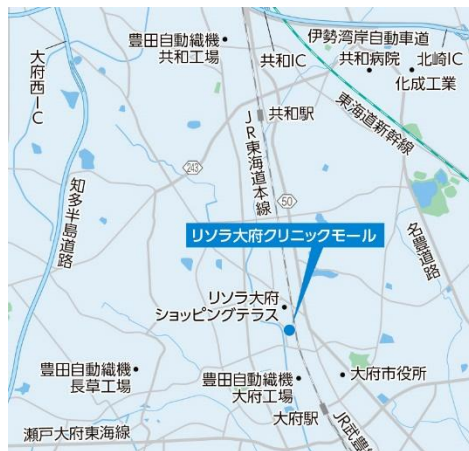 伊勢湾岸自動車道
豊田自動織機
共和工場
共和IC
共和病院
北崎IC
化成工業
大府西IC
共和駅
東海道新幹線
JR東海道本線
243
50
知多半島道路
名豊道路
リソラ大府クリニックモール
リソラ大府
ショッピングテラス
豊田自動織機
長草工場
豊田自動織機
大府工場
大府市役所
大府駅
瀬戸大府東海線
JR武豊線